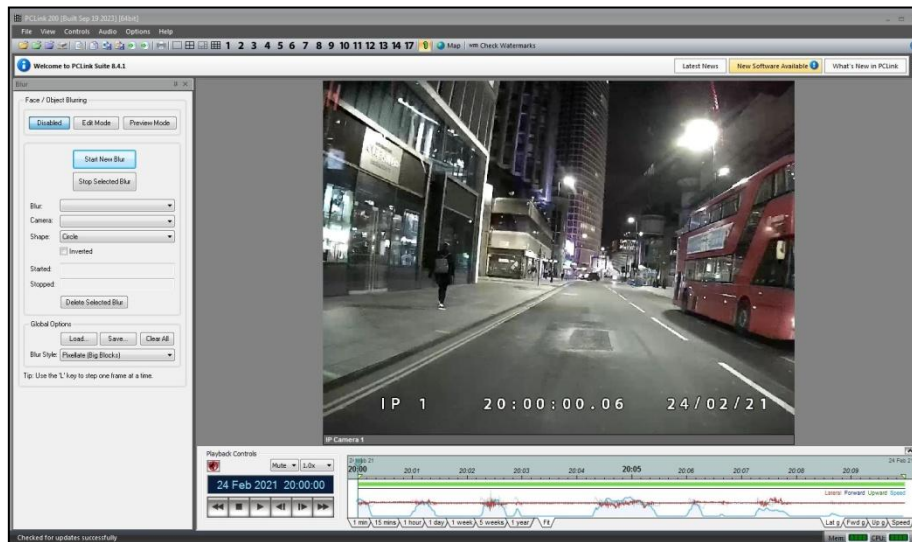 PCLink 200 [Built Sep 19 2023] [64bit]
File View Controls Audio Options Help
1 2 3 4 5 6 7 8 9 10 11 12 13 14 17 Map VTR Check Watermarks
Welcome to PCLink Suite 8.4.1 Latest News New Software Available What's New in PCLink
Blur
Face / Object Blurring
Disabled Edit Mode Preview Mode
Start New Blur
Stop Selected Blur
Blur:
Camera:
Shape: Circle
Inverted
Started:
Stopped:
Delete Selected Blur
Global Options
Load... Save... Clear All
Blur Style: Pixellate (Big Blocks)
Tip: Use the 'L' key to step one frame at a time.
IP 1 20:00:00.06 24/02/21
IP Camera 1
Playback Controls
Mute 1.0x
24 Feb 2021 20:00:00
20:00 20:01 20:02 20:03 20:04 20:05 20:06 20:07 20:08 20:09
Lateral Forward Upward Speed
1 min 15 mins 1 hour 1 day 1 week 5 weeks 1 year Fit Lat g Fwd g Up g Speed
Checked for updates successfully Mem: CPU: